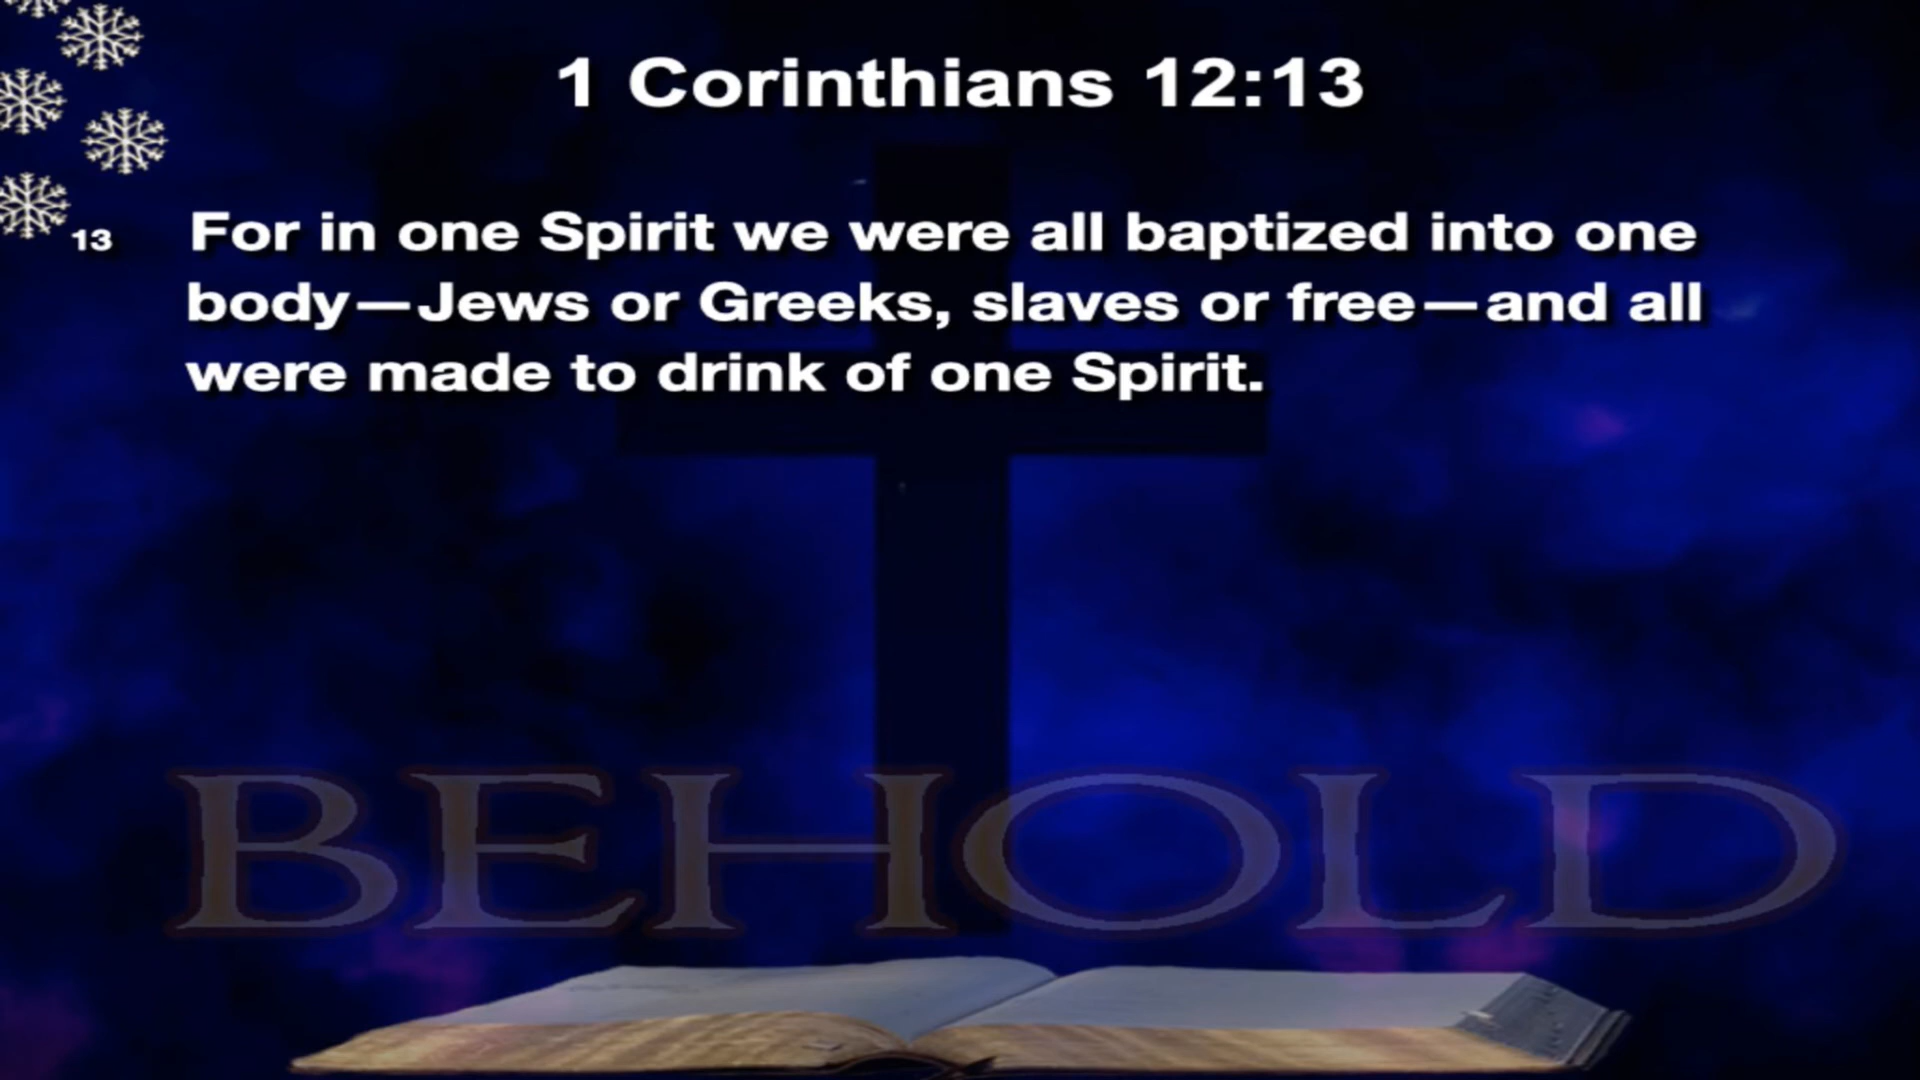 1 Corinthians 12:13
13 For in one Spirit we were all baptized into one
body—Jews or Greeks, slaves or free—and all
were made to drink of one Spirit.
BEHOLD